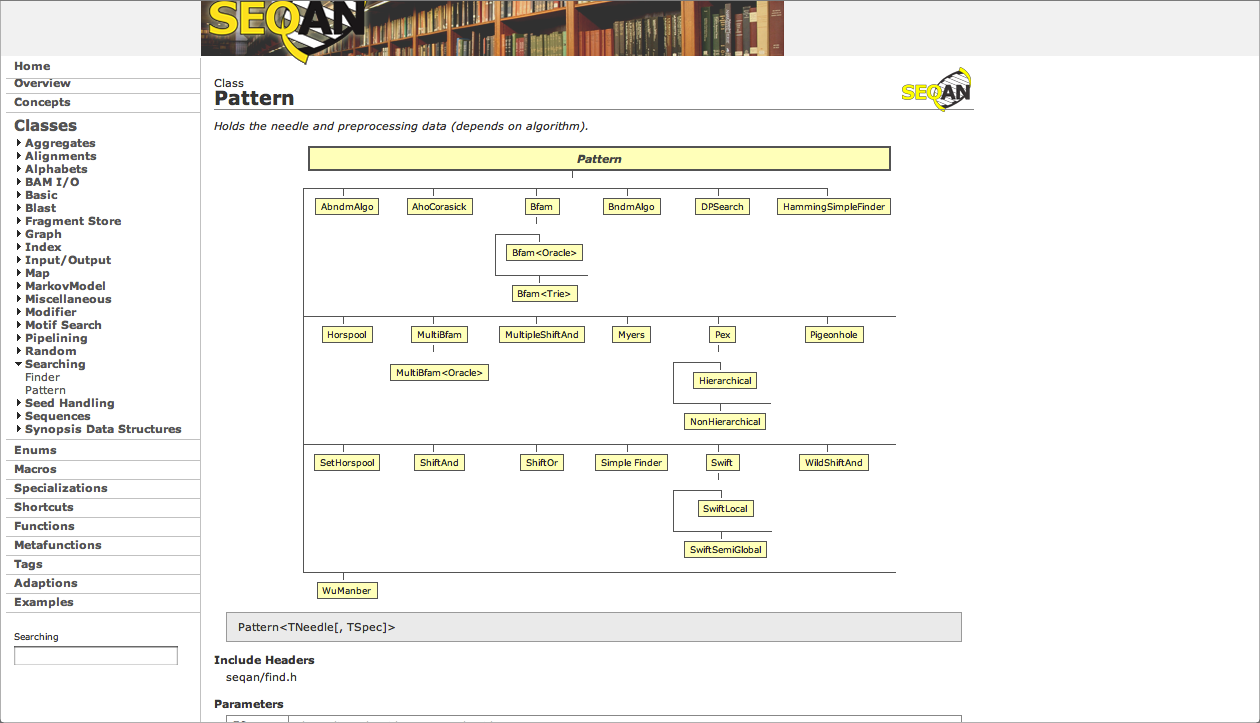 SEQAN
Home
Overview
Concepts
Classes
Aggregates
Alignments
Alphabets
BAM I/O
Basic
Blast
Fragment Store
Graph
Index
Input/Output
Map
MarkovModel
Miscellaneous
Modifier
Motif Search
Pipelining
Random
Searching
Finder
Pattern
Seed Handling
Sequences
Synopsis Data Structures
Enums
Macros
Specializations
Shortcuts
Functions
Metafunctions
Tags
Adaptions
Examples
Searching
Class
Pattern
SEQAN
Holds the needle and preprocessing data (depends on algorithm).
Pattern
AbndmAlgo AhoCorasick Bfam BndmAlgo DPSearch HammingSimpleFinder
Bfam<Oracle>
Bfam<Trie>
Horspool MultiBfam MultipleShiftAnd Myers Pex Pigeonhole
MultiBfam<Oracle> Hierarchical
NonHierarchical
SetHorspool ShiftAnd ShiftOr Simple Finder Swift WildShiftAnd
SwiftLocal
SwiftSemiGlobal
WuManber
Pattern<TNeedle[, TSpec]>
Include Headers
seqan/find.h
Parameters